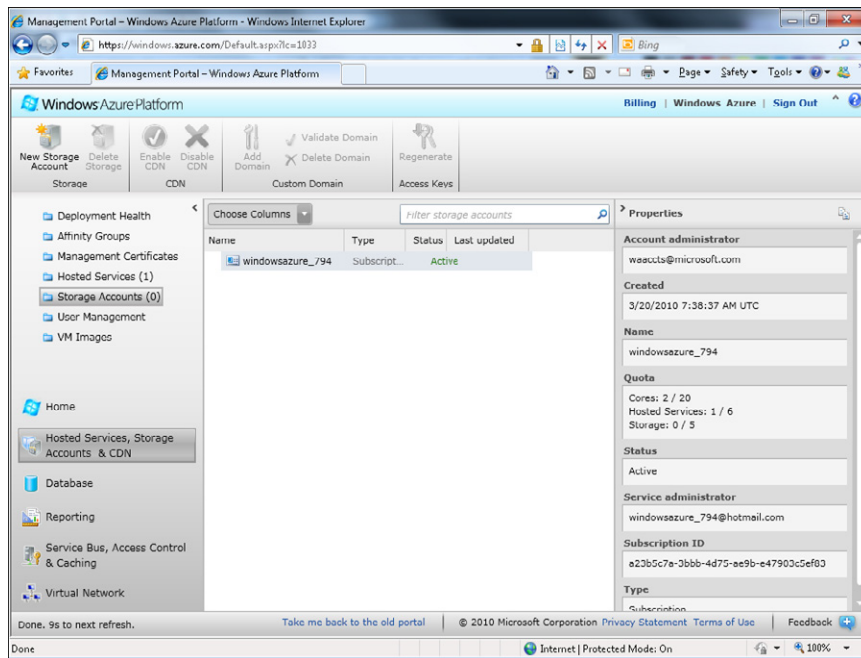 Management Portal – Windows Azure Platform - Windows Internet Explorer
https://windows.azure.com/Default.aspx?lc=1033
Bing
Favorites
Management Portal – Windows Azure Platform
Page
Safety
Tools
Windows Azure Platform
Billing | Windows Azure | Sign Out
New Storage Account
Delete Storage
Enable CDN
Disable CDN
Add Domain
Validate Domain
Delete Domain
Regenerate
Storage
CDN
Custom Domain
Access Keys
Deployment Health
Affinity Groups
Management Certificates
Hosted Services (1)
Storage Accounts (0)
User Management
VM Images
Home
Hosted Services, Storage
Accounts & CDN
Database
Reporting
Service Bus, Access Control
& Caching
Virtual Network
Choose Columns
Filter storage accounts
Name Type Status Last updated
windowsazure_794 Subscript... Active
Properties
Account administrator
waaccts@microsoft.com
Created
3/20/2010 7:38:37 AM UTC
Name
windowsazure_794
Quota
Cores: 2 / 20
Hosted Services: 1 / 6
Storage: 0 / 5
Status
Active
Service administrator
windowsazure_794@hotmail.com
Subscription ID
a23b5c7a-3bbb-4d75-ae9b-e47903c5ef83
Type
Subscription
Done. 9s to next refresh.
Take me back to the old portal
© 2010 Microsoft Corporation Privacy Statement Terms of Use
Feedback
Done
Internet | Protected Mode: On
100%